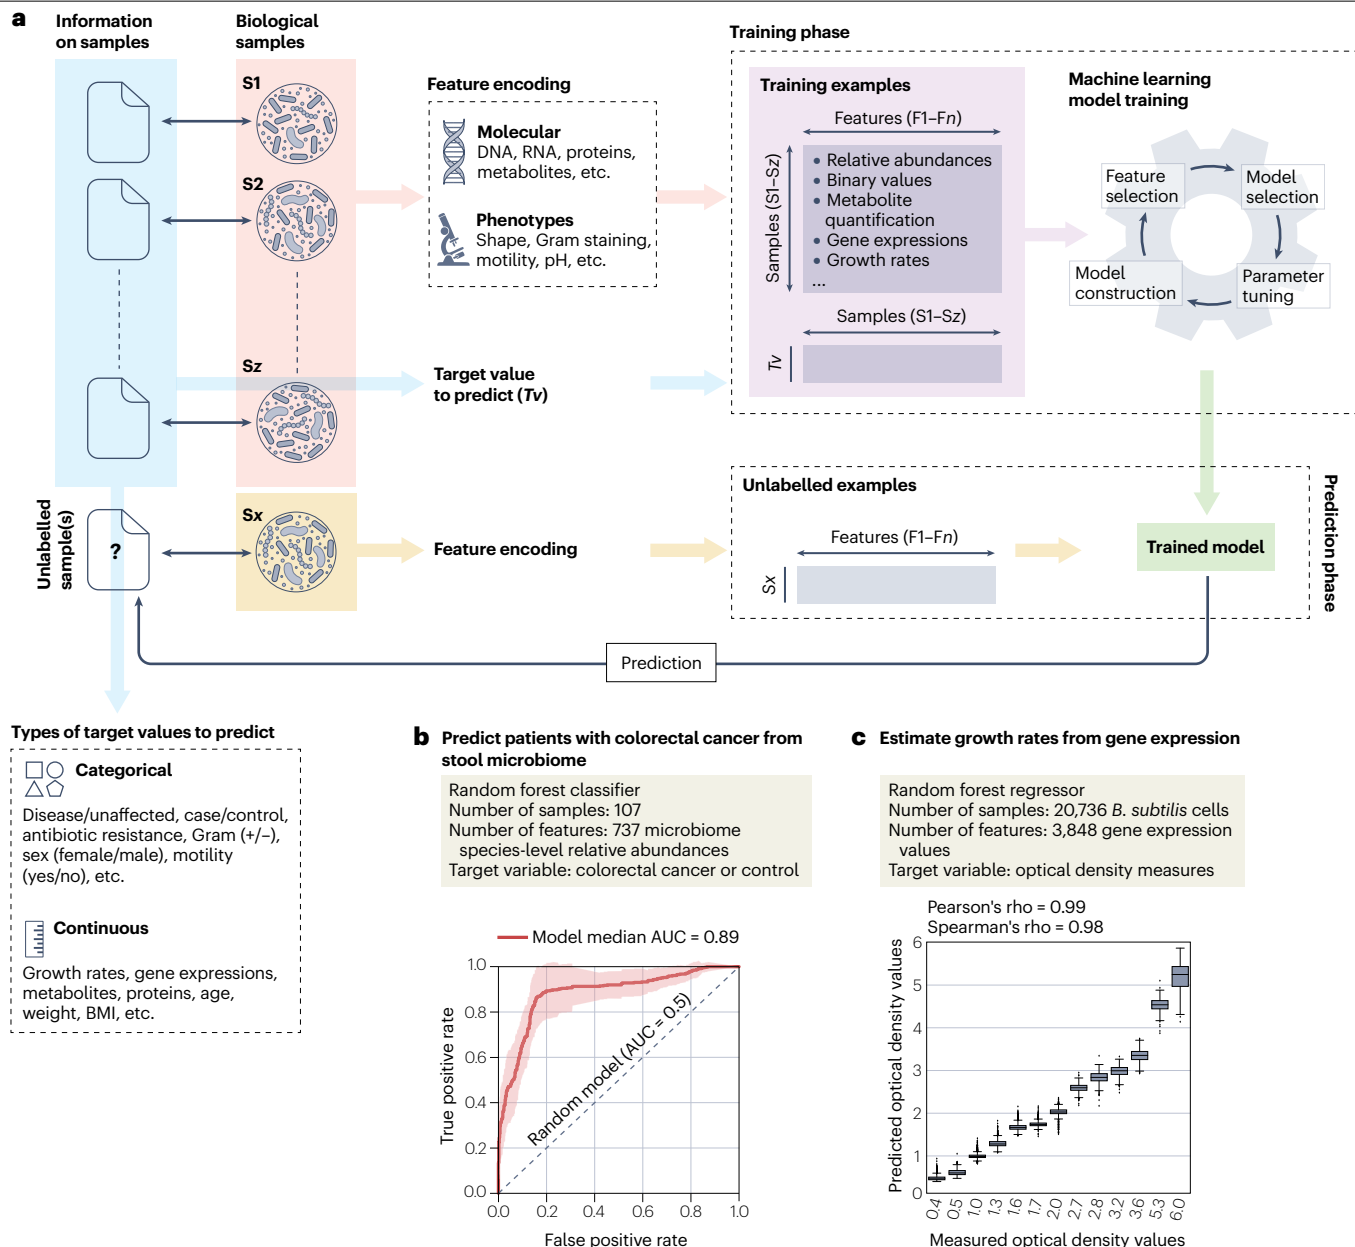 a
Information
on samples
Biological
samples
S1
S2
Sz
Feature encoding
Molecular
DNA, RNA, proteins,
metabolites, etc.
Phenotypes
Shape, Gram staining,
motility, pH, etc.
Target value
to predict (Tv)
Training phase
Training examples
Features (F1–Fn)
Samples (S1–Sz)
• Relative abundances
• Binary values
• Metabolite
quantification
• Gene expressions
• Growth rates
...
Samples (S1–Sz)
Tv
Machine learning
model training
Feature
selection
Model
selection
Model
construction
Parameter
tuning
Unlabelled
sample(s)
?
Sx
Feature encoding
Unlabelled examples
Features (F1–Fn)
Sx
Trained model
Prediction phase
Prediction
Types of target values to predict
Categorical
Disease/unaffected, case/control,
antibiotic resistance, Gram (+/–),
sex (female/male), motility
(yes/no), etc.
Continuous
Growth rates, gene expressions,
metabolites, proteins, age,
weight, BMI, etc.
b Predict patients with colorectal cancer from
stool microbiome
Random forest classifier
Number of samples: 107
Number of features: 737 microbiome
species-level relative abundances
Target variable: colorectal cancer or control
Model median AUC = 0.89
True positive rate
1.0
0.8
0.6
0.4
0.2
0.0
Random model (AUC = 0.5)
0.0 0.2 0.4 0.6 0.8 1.0
False positive rate
c Estimate growth rates from gene expression
Random forest regressor
Number of samples: 20,736 B. subtilis cells
Number of features: 3,848 gene expression
values
Target variable: optical density measures
Pearson's rho = 0.99
Spearman's rho = 0.98
Predicted optical density values
6
5
4
3
2
1
0
0.4 0.5 1.0 1.3 1.6 1.7 2.0 2.7 2.8 3.2 3.6 5.3 6.0
Measured optical density values